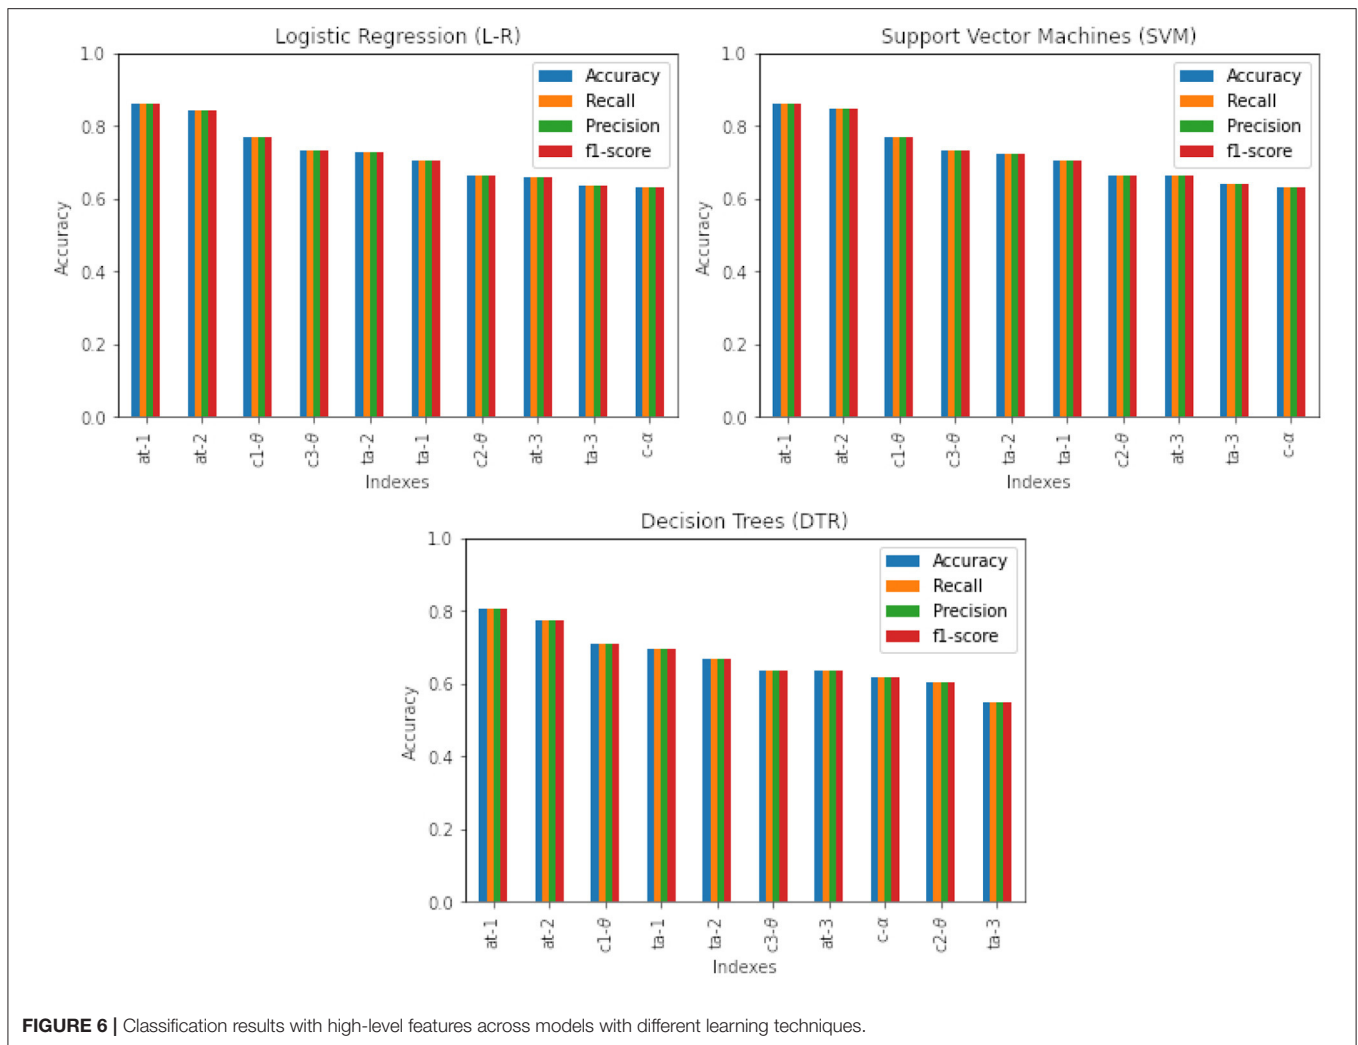 Logistic Regression (L-R)
1.0
0.8
0.6
0.4
0.2
0.0
Accuracy
Accuracy
Recall
Precision
f1-score
at-1
at-2
c1-θ
c3-θ
ta-2
ta-1
c2-θ
at-3
ta-3
c-α
Indexes
Support Vector Machines (SVM)
1.0
0.8
0.6
0.4
0.2
0.0
Accuracy
Accuracy
Recall
Precision
f1-score
at-1
at-2
c1-θ
c3-θ
ta-2
ta-1
c2-θ
at-3
ta-3
c-α
Indexes
Decision Trees (DTR)
1.0
0.8
0.6
0.4
0.2
0.0
Accuracy
Accuracy
Recall
Precision
f1-score
at-1
at-2
c1-θ
ta-1
ta-2
c3-θ
at-3
c-α
c2-θ
ta-3
Indexes
FIGURE 6 | Classification results with high-level features across models with different learning techniques.